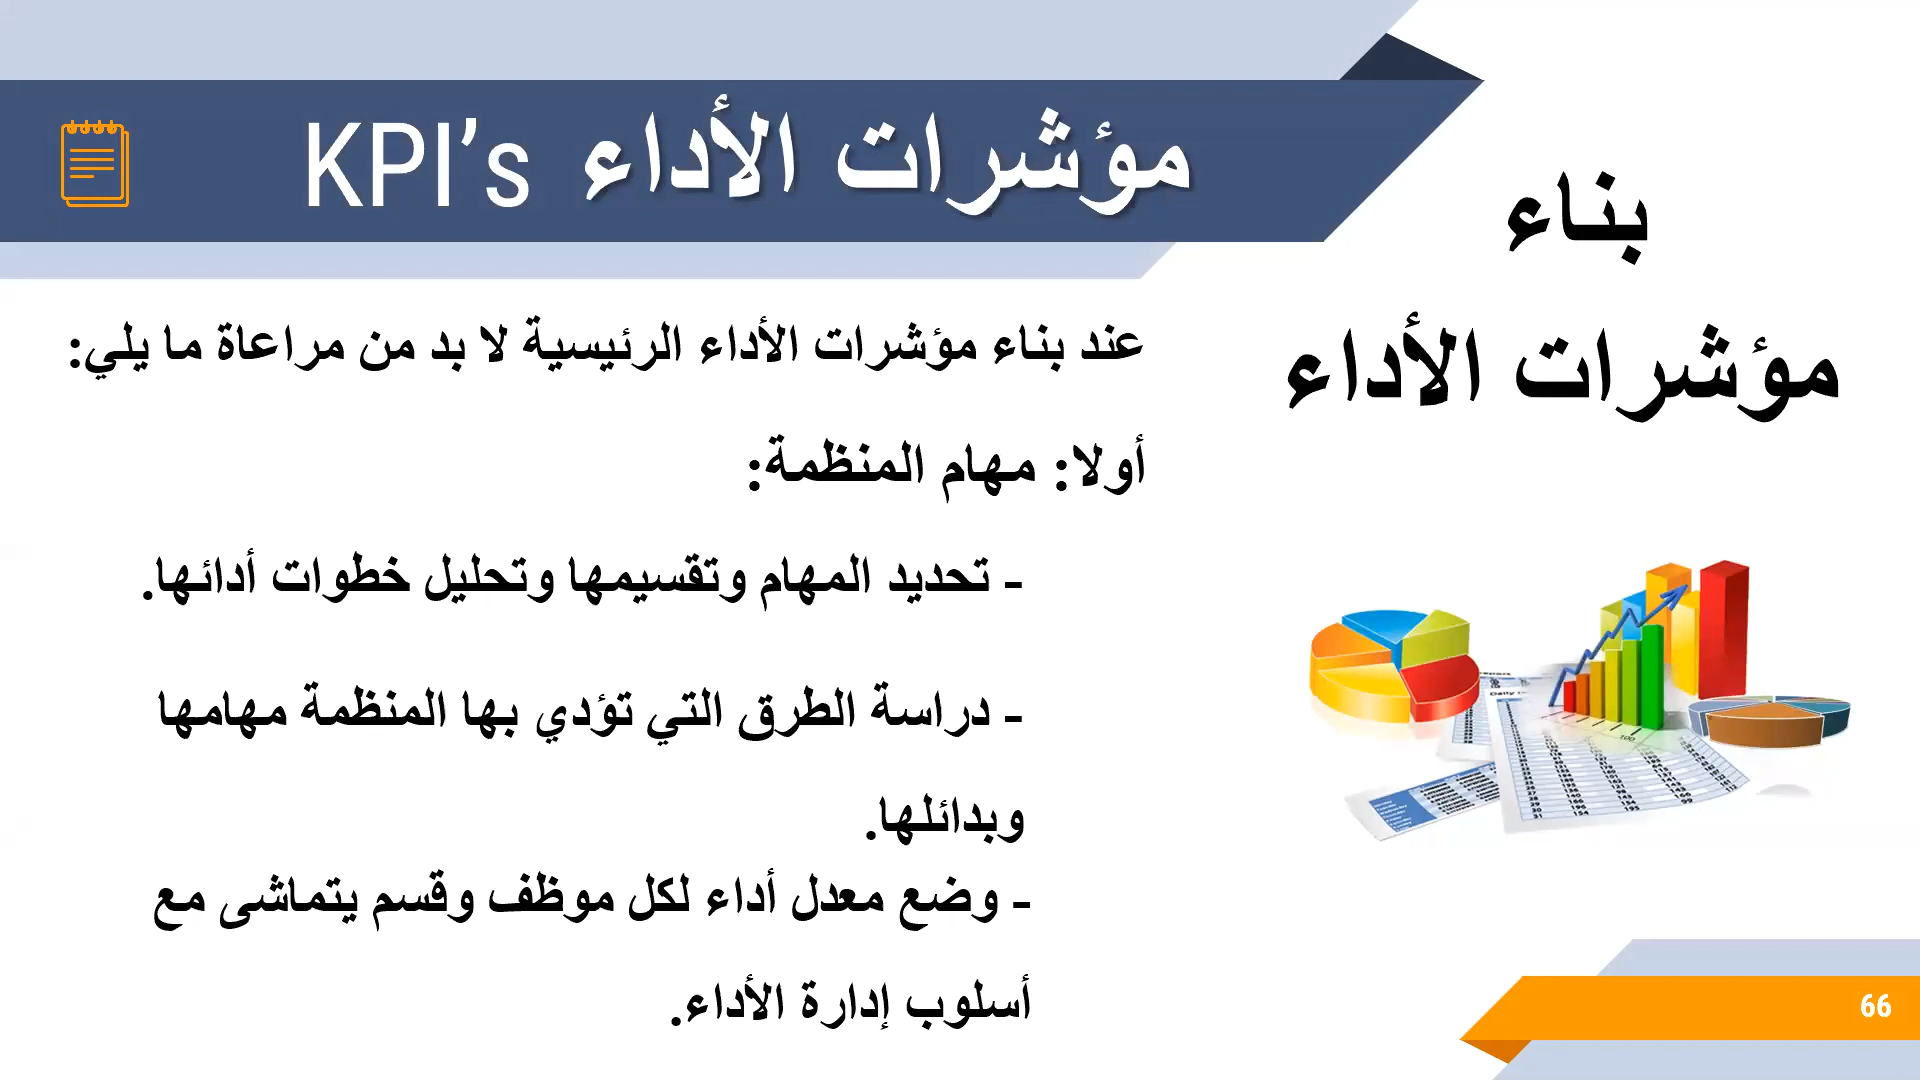 مؤشرات الأداء KPI’s
بناء
مؤشرات الأداء
عند بناء مؤشرات الأداء الرئيسية لا بد من مراعاة ما يلي:
أولا: مهام المنظمة:
- تحديد المهام وتقسيمها وتحليل خطوات أدائها.
- دراسة الطرق التي تؤدي بها المنظمة مهامها
وبدائلها.
- وضع معدل أداء لكل موظف وقسم يتماشى مع
أسلوب إدارة الأداء.
66